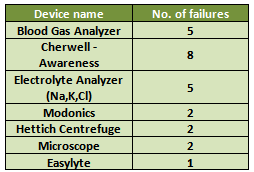 Device name No. of failures
Blood Gas Analyzer 5
Cherwell -
Awareness 8
Electrolyte Analyzer
(Na,K,Cl) 5
Modonics 2
Hettich Centrefuge 2
Microscope 2
Easylyte 1